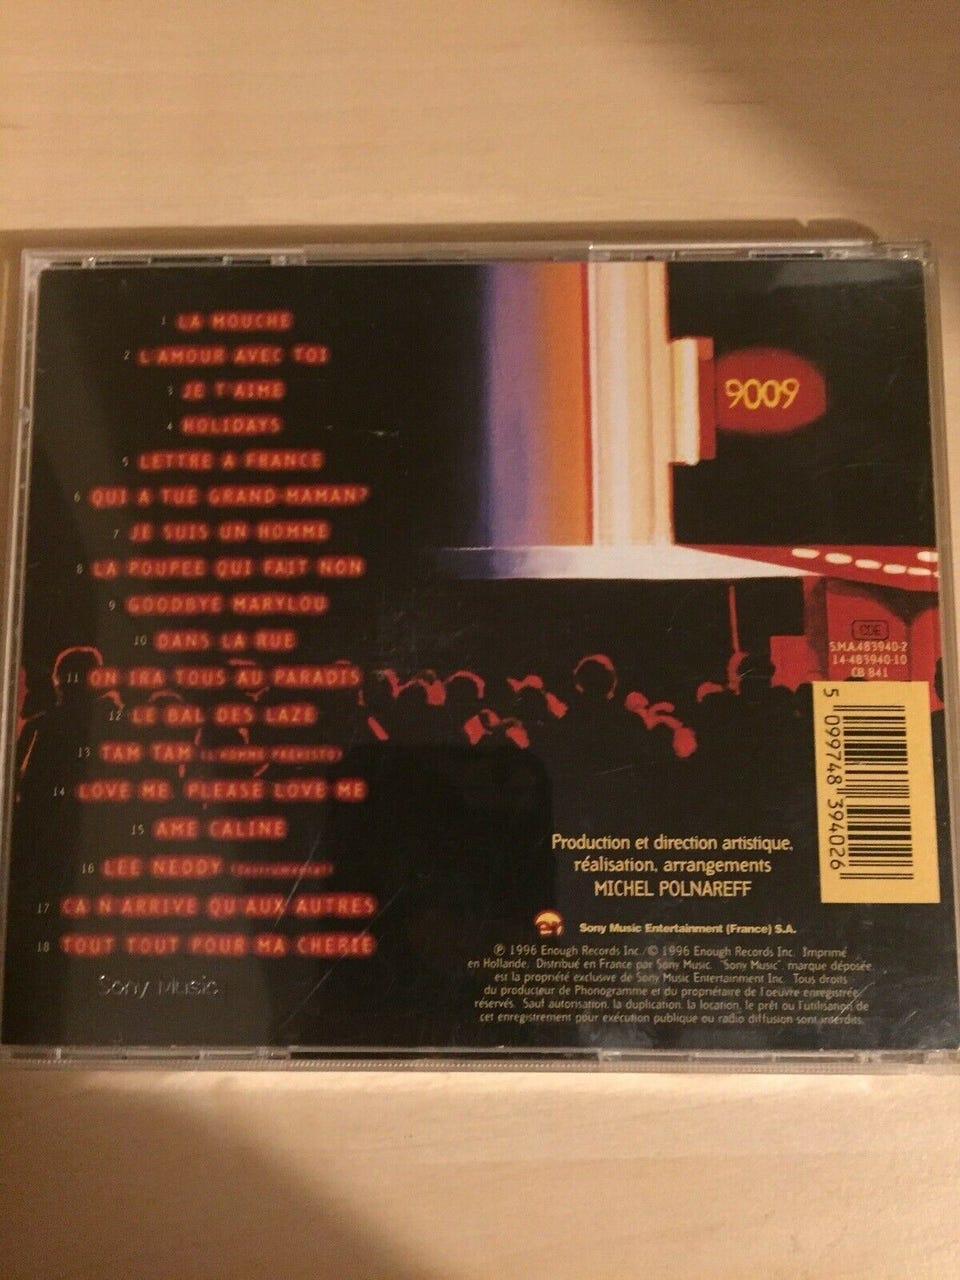 1 LA MOUCHE
2 L'AMOUR AVEC TOI
3 JE T'AIME
4 HOLIDAYS
5 LETTRE A FRANCE
6 QUI A TUE GRAND-MAMAN?
7 JE SUIS UN HOMME
8 LA POUPEE QUI FAIT NON
9 GOODBYE MARYLOU
10 DANS LA RUE
11 ON IRA TOUS AU PARADIS
12 LE BAL DES LAZE
13 TAM TAM (L'HOMME PREHISTO)
14 LOVE ME, PLEASE LOVE ME
15 AME CALINE
16 LEE NEDDY (Instrumental)
17 CA N'ARRIVE QU'AUX AUTRES
18 TOUT TOUT POUR MA CHERIE
Sony Music
9009
CDE
S.M.A.483940-2
14-483940-10
CB 841
5 099748 394026
Production et direction artistique,
réalisation, arrangements
MICHEL POLNAREFF
er Sony Music Entertainment (France) S.A.
℗ 1996 Enough Records Inc./© 1996 Enough Records Inc. Imprimé
en Hollande. Distribué en France par Sony Music. "Sony Music", marque déposée,
est la propriété exclusive de Sony Music Entertainment Inc. Tous droits
du producteur de Phonogramme et du propriétaire de l'oeuvre enregistrée
réservés. Sauf autorisation, la duplication, la location, le prêt ou l'utilisation de
cet enregistrement pour exécution publique ou radio diffusion sont interdits.